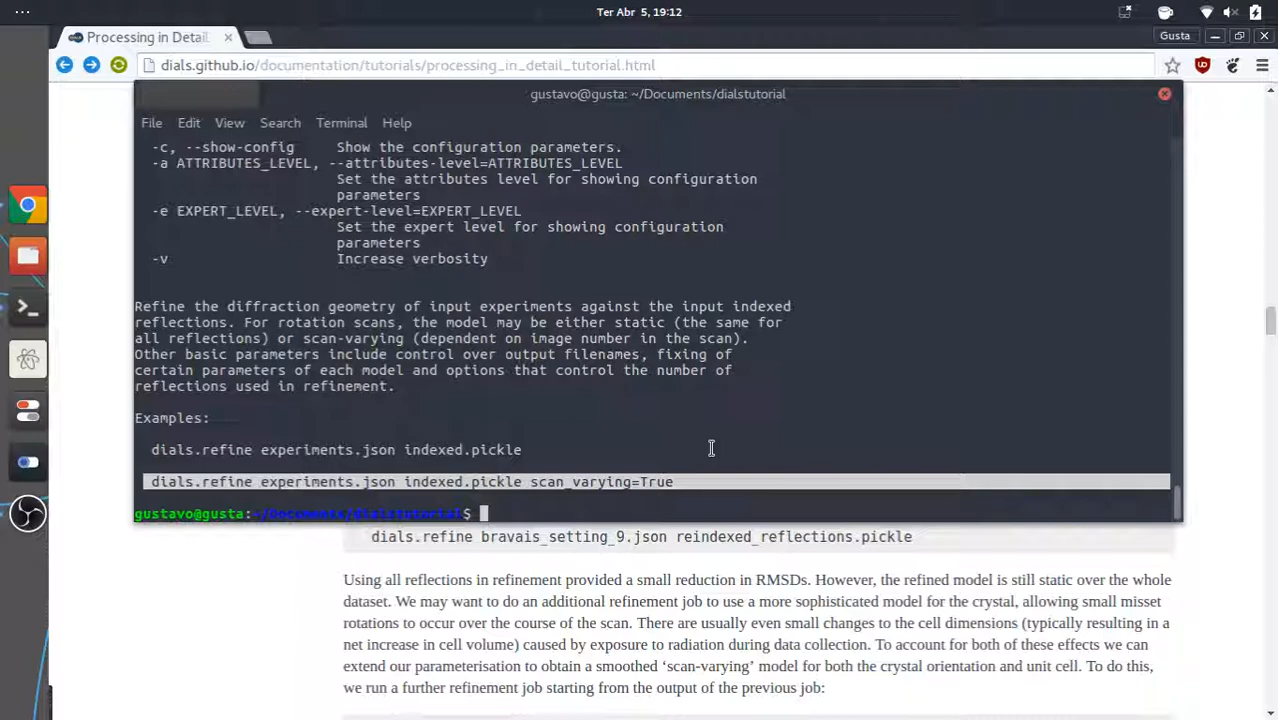 Ter Abr 5, 19:12
Processing in Detail
Gusta
dials.github.io/documentation/tutorials/processing_in_detail_tutorial.html
gustavo@gusta: ~/Documents/dialstutorial
File Edit View Search Terminal Help
-c, --show-config Show the configuration parameters.
-a ATTRIBUTES_LEVEL, --attributes-level=ATTRIBUTES_LEVEL
Set the attributes level for showing configuration
parameters
-e EXPERT_LEVEL, --expert-level=EXPERT_LEVEL
Set the expert level for showing configuration
parameters
-v Increase verbosity
Refine the diffraction geometry of input experiments against the input indexed
reflections. For rotation scans, the model may be either static (the same for
all reflections) or scan-varying (dependent on image number in the scan).
Other basic parameters include control over output filenames, fixing of
certain parameters of each model and options that control the number of
reflections used in refinement.
Examples:
dials.refine experiments.json indexed.pickle
dials.refine experiments.json indexed.pickle scan_varying=True
gustavo@gusta:~/Documents/dialstutorial$
dials.refine bravais_setting_9.json reindexed_reflections.pickle
Using all reflections in refinement provided a small reduction in RMSDs. However, the refined model is still static over the whole
dataset. We may want to do an additional refinement job to use a more sophisticated model for the crystal, allowing small misset
rotations to occur over the course of the scan. There are usually even small changes to the cell dimensions (typically resulting in a
net increase in cell volume) caused by exposure to radiation during data collection. To account for both of these effects we can
extend our parameterisation to obtain a smoothed ‘scan-varying’ model for both the crystal orientation and unit cell. To do this,
we run a further refinement job starting from the output of the previous job: